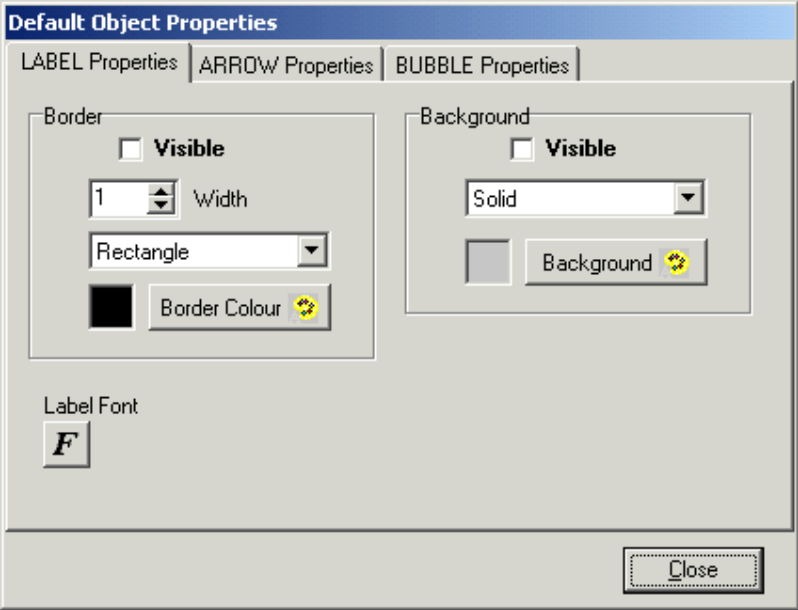 Default Object Properties
LABEL Properties ARROW Properties BUBBLE Properties
Border
Visible
1 Width
Rectangle
Border Colour
Background
Visible
Solid
Background
Label Font
F
Close